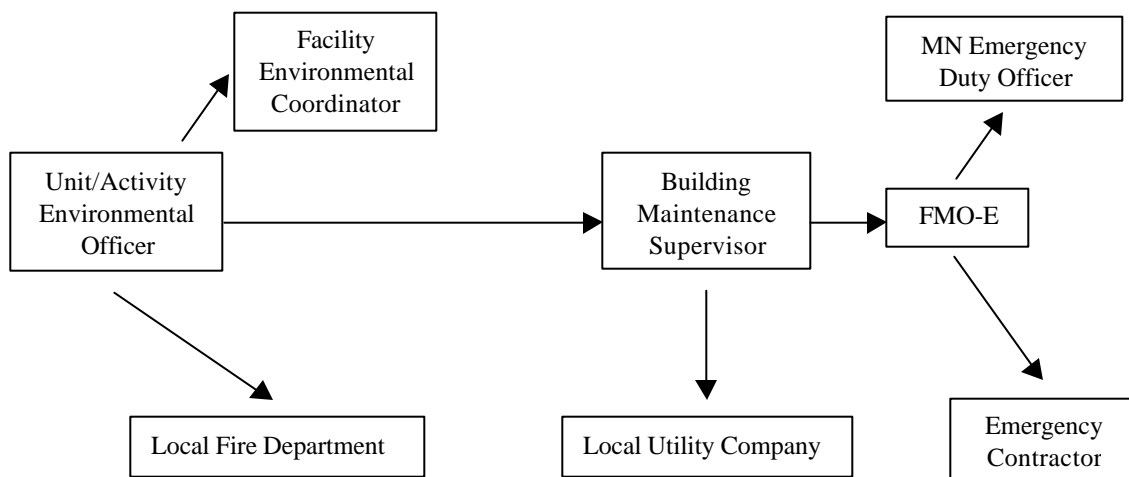 Facility
Environmental
Coordinator
MN Emergency
Duty Officer
Unit/Activity
Environmental
Officer
Building
Maintenance
Supervisor
FMO-E
Local Fire Department
Local Utility Company
Emergency
Contractor